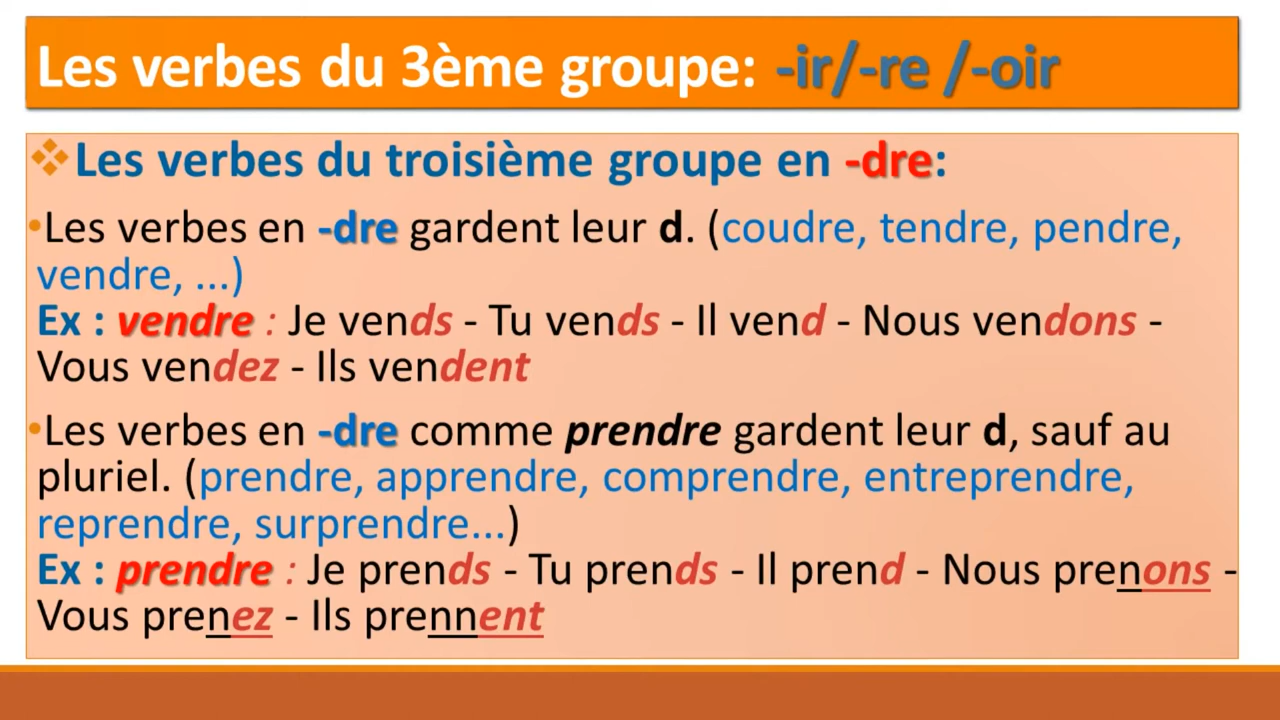 Les verbes du 3ème groupe: -ir/-re /-oir
❖Les verbes du troisième groupe en -dre:
•Les verbes en -dre gardent leur d. (coudre, tendre, pendre,
vendre, ...)
Ex : vendre : Je vends - Tu vends - Il vend - Nous vendons -
Vous vendez - Ils vendent
•Les verbes en -dre comme prendre gardent leur d, sauf au
pluriel. (prendre, apprendre, comprendre, entreprendre,
reprendre, surprendre...)
Ex : prendre : Je prends - Tu prends - Il prend - Nous prenons -
Vous prenez - Ils prennent